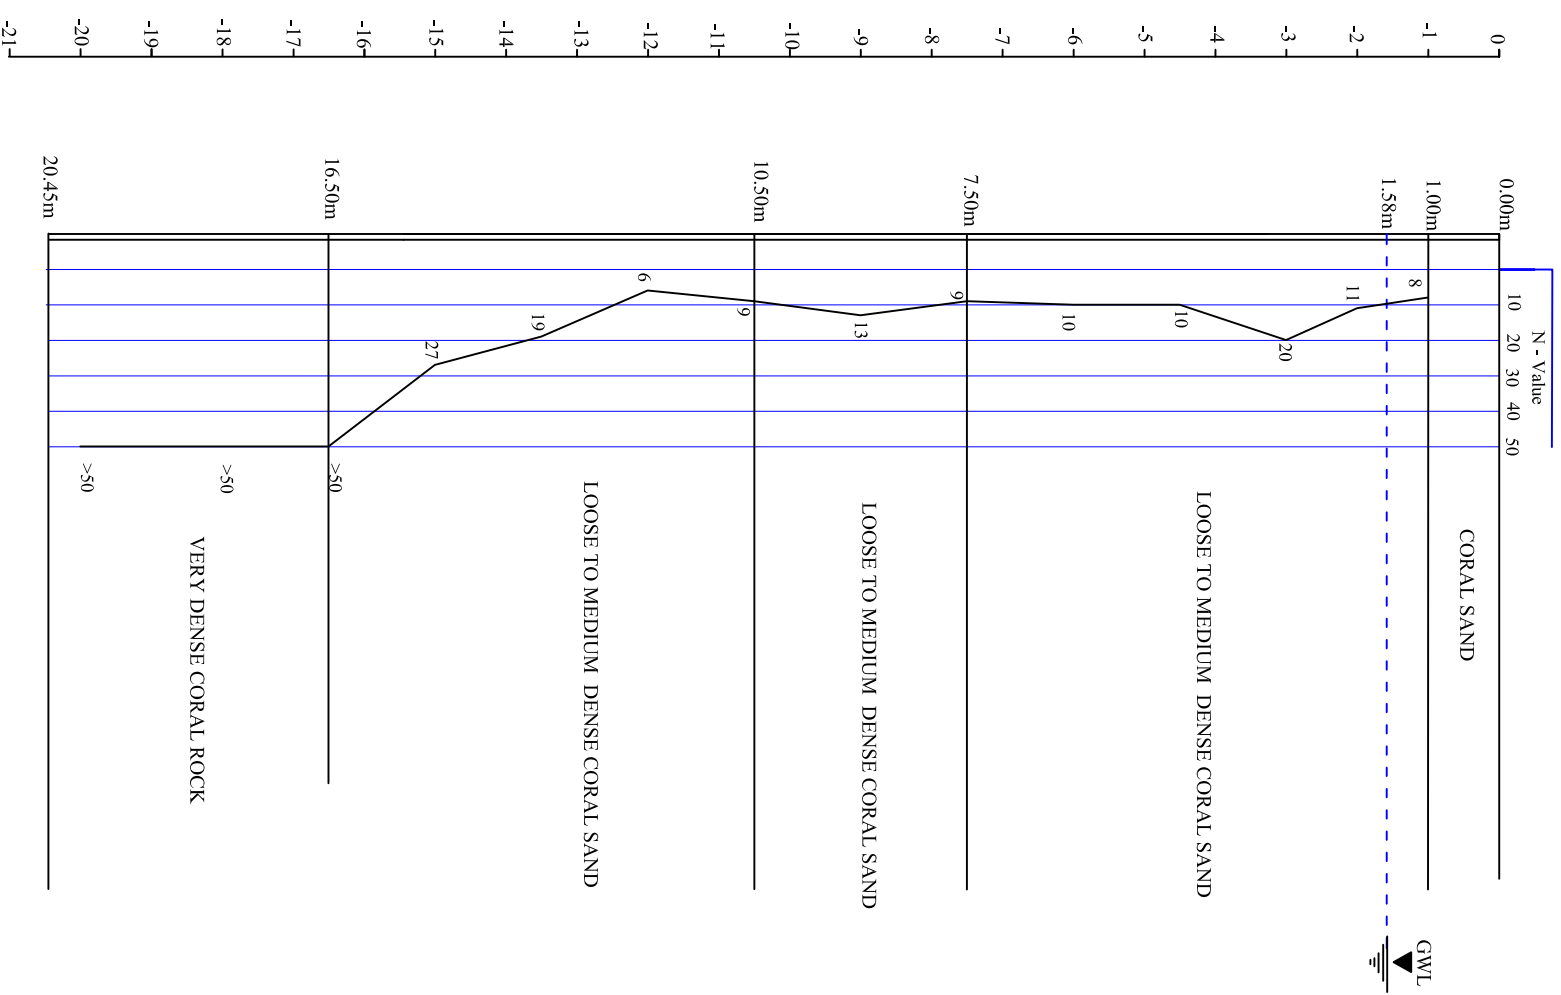 N - Value
10 20 30 40 50
0
-1
-2
-3
-4
-5
-6
-7
-8
-9
-10
-11
-12
-13
-14
-15
-16
-17
-18
-19
-20
-21
0.00m
1.00m
1.58m
7.50m
10.50m
16.50m
20.45m
8
11
20
10
10
9
13
9
6
19
27
>50
>50
>50
CORAL SAND
GWL
LOOSE TO MEDIUM DENSE CORAL SAND
LOOSE TO MEDIUM DENSE CORAL SAND
LOOSE TO MEDIUM DENSE CORAL SAND
VERY DENSE CORAL ROCK